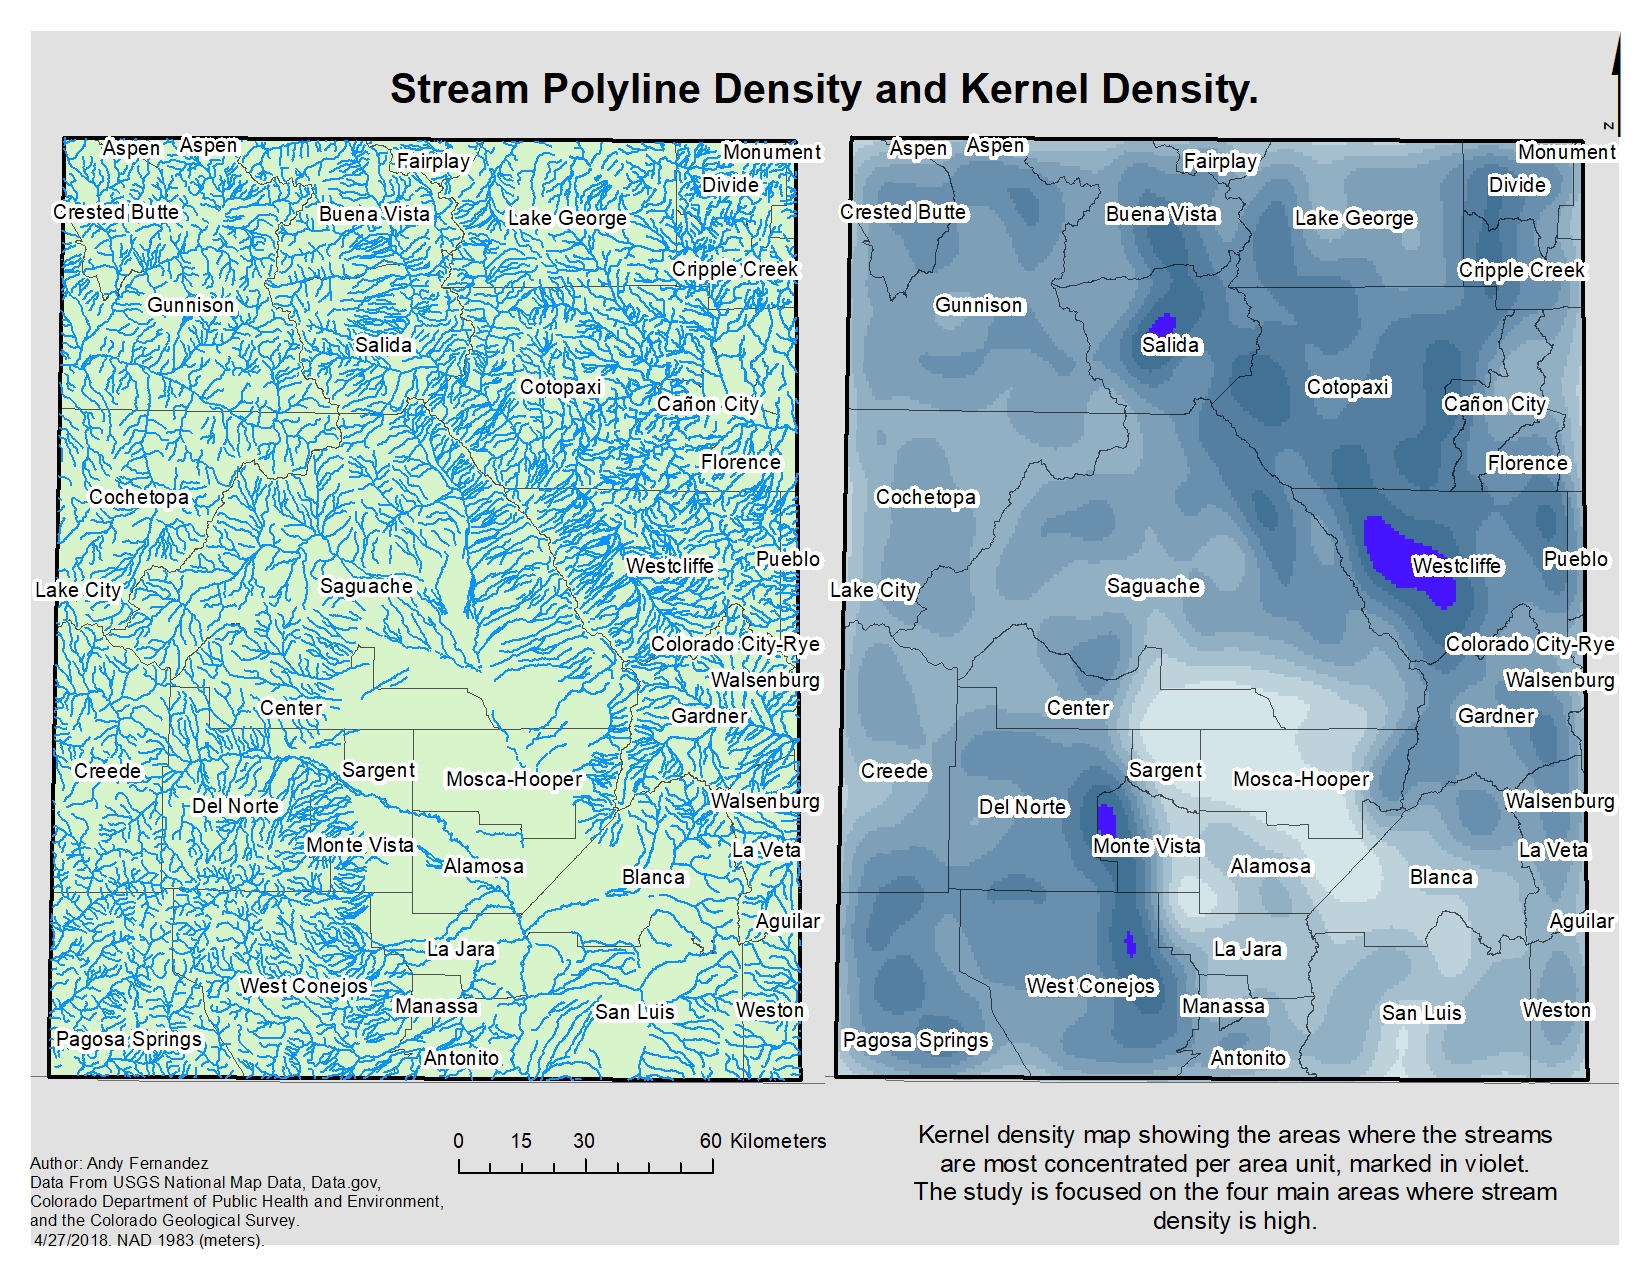 Stream Polyline Density and Kernel Density.
z
Aspen
Aspen
Fairplay
Monument
Divide
Crested Butte
Buena Vista
Lake George
Cripple Creek
Gunnison
Salida
Cotopaxi
Cañon City
Florence
Cochetopa
Westcliffe
Pueblo
Lake City
Saguache
Colorado City-Rye
Walsenburg
Center
Gardner
Creede
Sargent
Mosca-Hooper
Del Norte
Walsenburg
Monte Vista
La Veta
Alamosa
Blanca
Aguilar
La Jara
West Conejos
Manassa
San Luis
Weston
Pagosa Springs
Antonito
Aspen
Aspen
Fairplay
Monument
Divide
Crested Butte
Buena Vista
Lake George
Cripple Creek
Gunnison
Salida
Cotopaxi
Cañon City
Florence
Cochetopa
Westcliffe
Pueblo
Lake City
Saguache
Colorado City-Rye
Walsenburg
Center
Gardner
Creede
Sargent
Mosca-Hooper
Del Norte
Walsenburg
Monte Vista
La Veta
Alamosa
Blanca
Aguilar
La Jara
West Conejos
Manassa
San Luis
Weston
Pagosa Springs
Antonito
0 15 30 60 Kilometers
Author: Andy Fernandez
Data From USGS National Map Data, Data.gov,
Colorado Department of Public Health and Environment,
and the Colorado Geological Survey.
4/27/2018. NAD 1983 (meters).
Kernel density map showing the areas where the streams
are most concentrated per area unit, marked in violet.
The study is focused on the four main areas where stream
density is high.